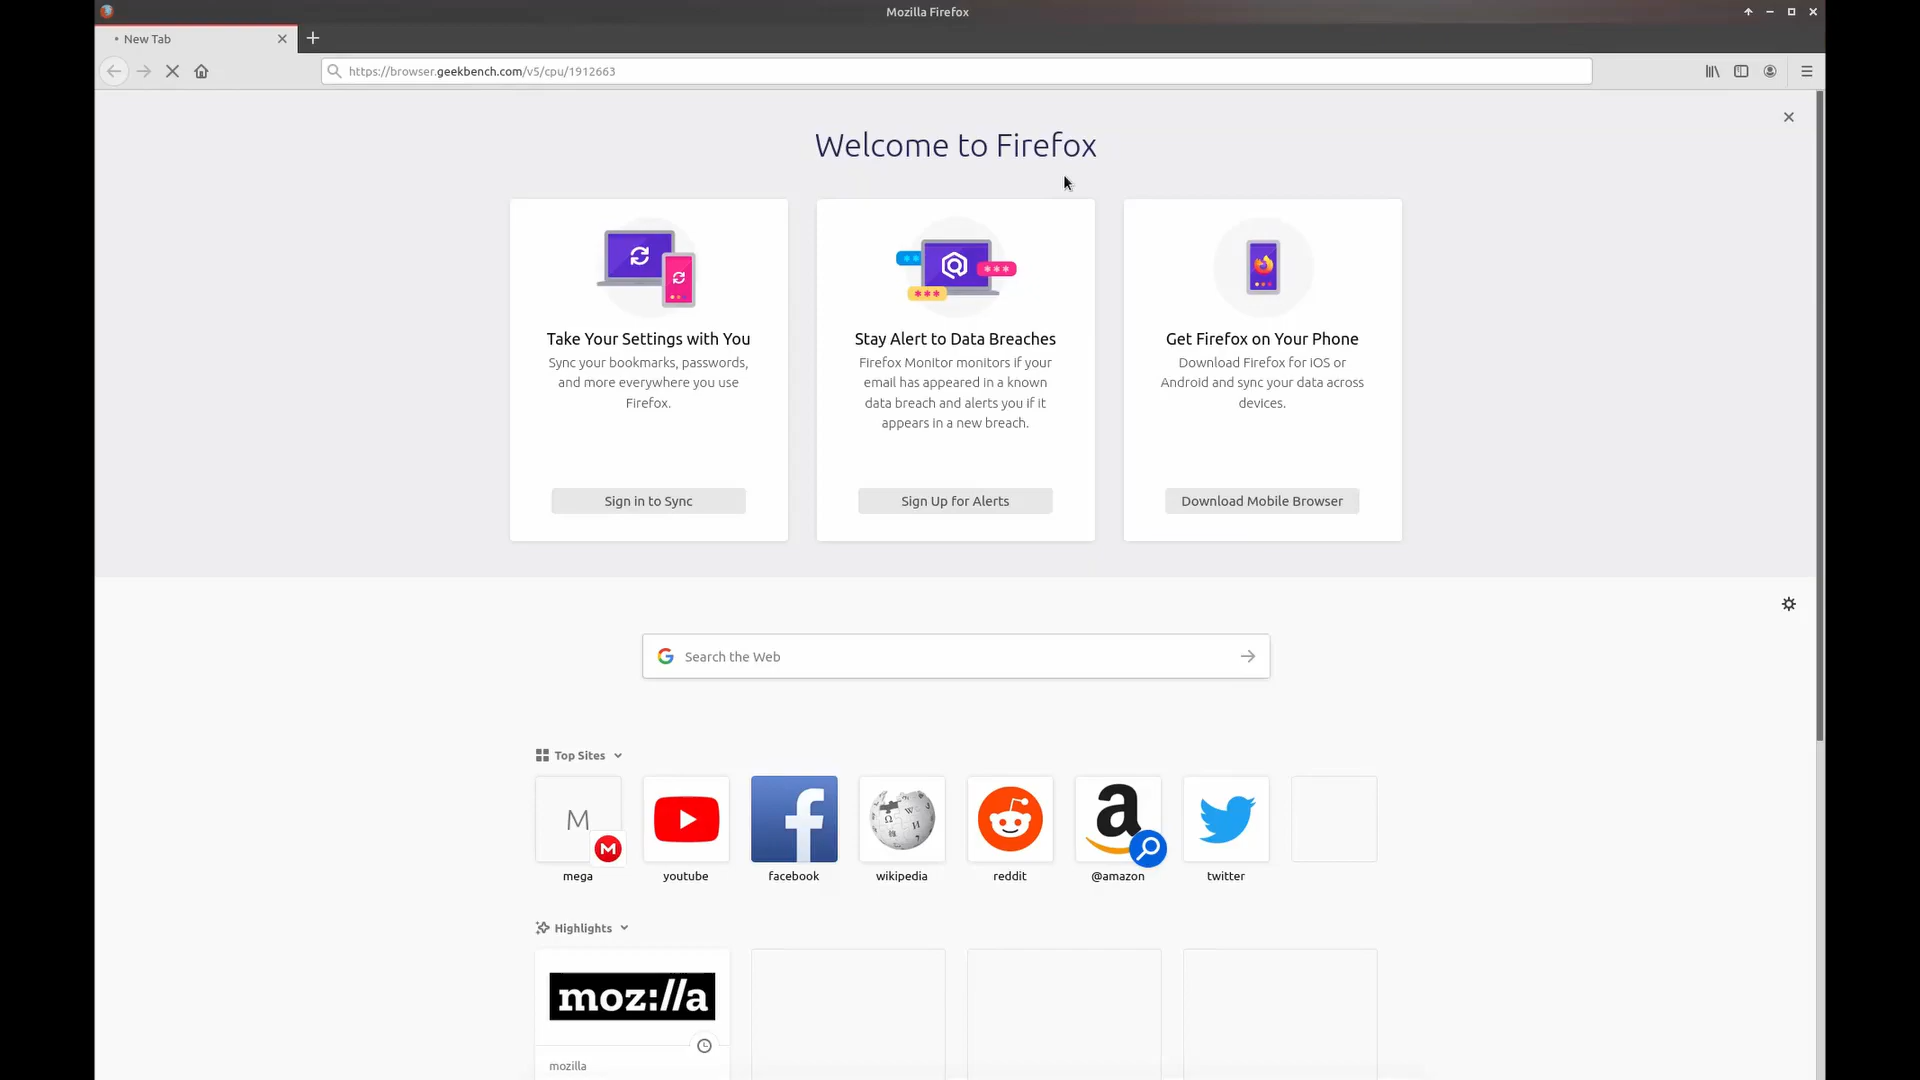 Mozilla Firefox
New Tab
https://browser.geekbench.com/v5/cpu/1912663
Welcome to Firefox
Take Your Settings with You
Sync your bookmarks, passwords,
and more everywhere you use
Firefox.
Sign in to Sync
Stay Alert to Data Breaches
Firefox Monitor monitors if your
email has appeared in a known
data breach and alerts you if it
appears in a new breach.
Sign Up for Alerts
Get Firefox on Your Phone
Download Firefox for iOS or
Android and sync your data across
devices.
Download Mobile Browser
Search the Web
Top Sites
M
mega
youtube
facebook
wikipedia
reddit
@amazon
twitter
Highlights
moz://a
mozilla